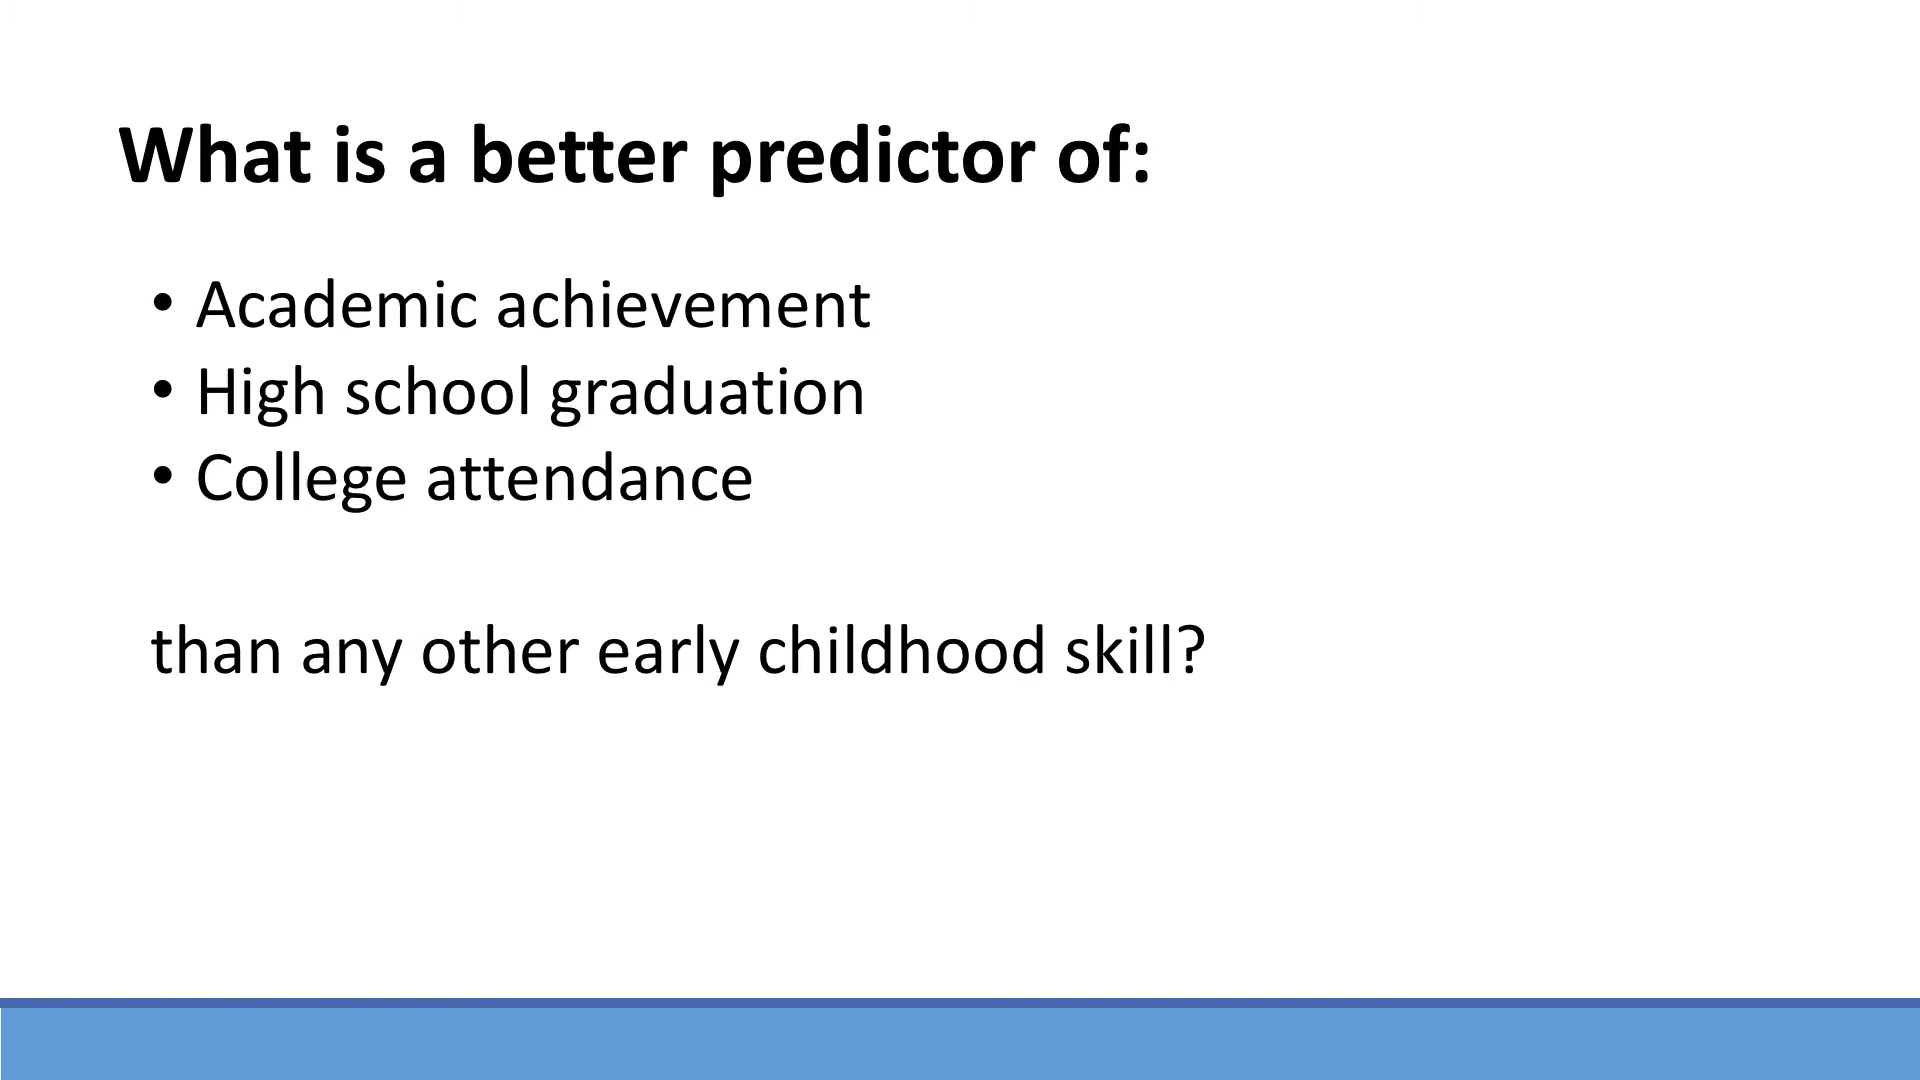 What is a better predictor of:
• Academic achievement
• High school graduation
• College attendance
than any other early childhood skill?